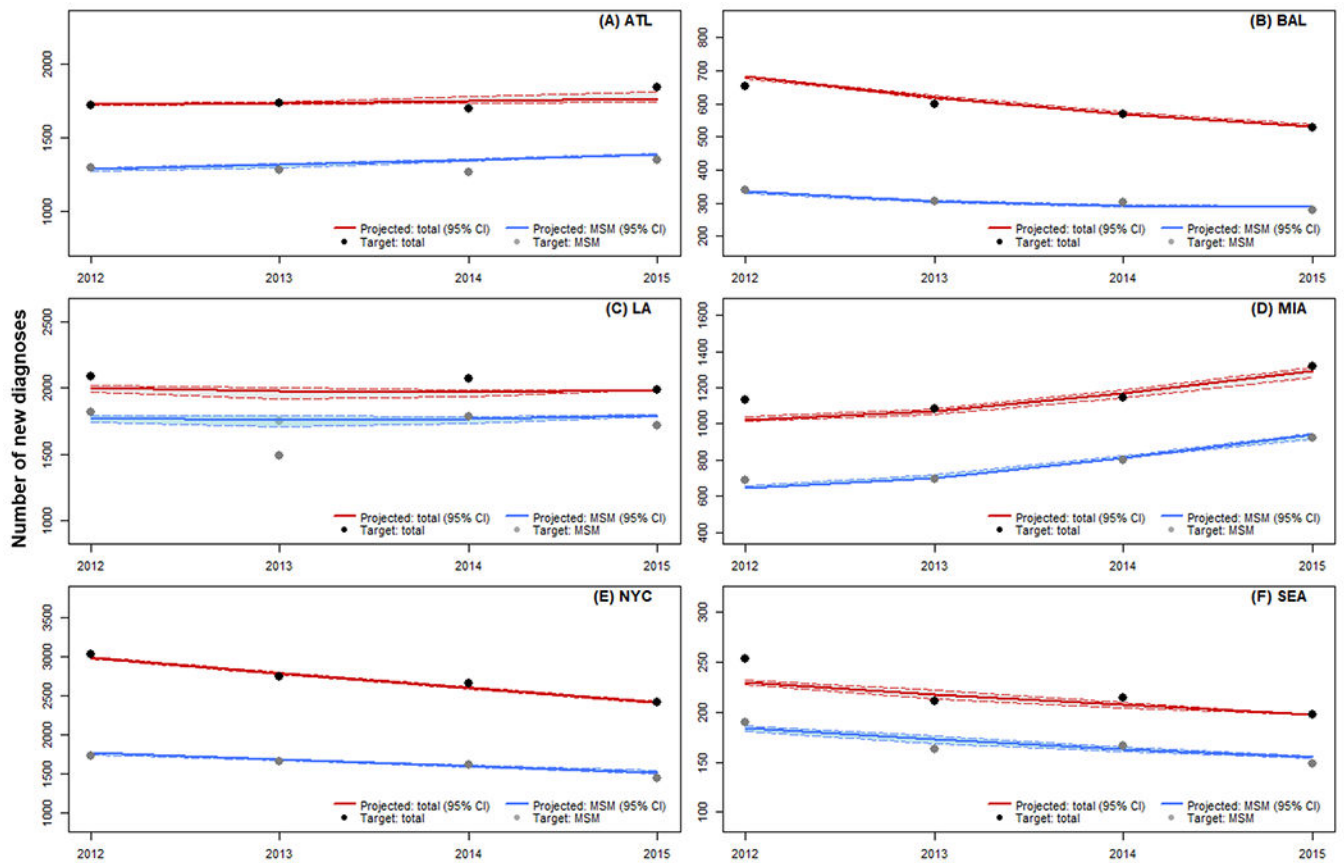 Number of new diagnoses
(A) ATL
2000
1500
1000
Projected: total (95% CI) Projected: MSM (95% CI)
Target: total Target: MSM
2012 2013 2014 2015
(B) BAL
800
700
600
500
400
300
200
Projected: total (95% CI) Projected: MSM (95% CI)
Target: total Target: MSM
2012 2013 2014 2015
(C) LA
2500
2000
1500
1000
Projected: total (95% CI) Projected: MSM (95% CI)
Target: total Target: MSM
2012 2013 2014 2015
(D) MIA
1600
1400
1200
1000
800
600
400
Projected: total (95% CI) Projected: MSM (95% CI)
Target: total Target: MSM
2012 2013 2014 2015
(E) NYC
3500
3000
2500
2000
1500
1000
Projected: total (95% CI) Projected: MSM (95% CI)
Target: total Target: MSM
2012 2013 2014 2015
(F) SEA
300
250
200
150
100
Projected: total (95% CI) Projected: MSM (95% CI)
Target: total Target: MSM
2012 2013 2014 2015